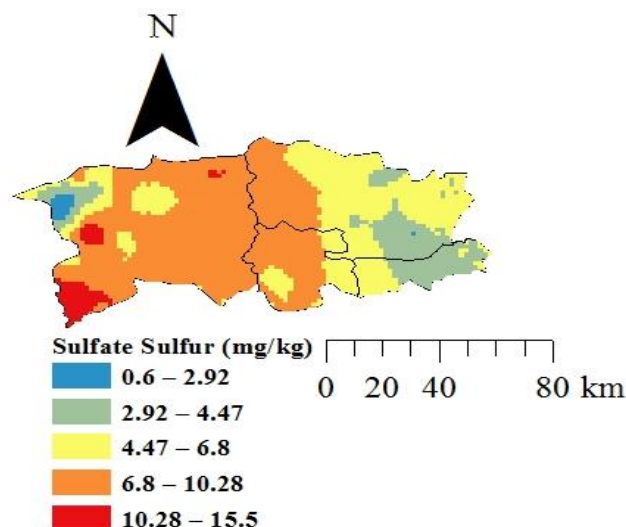 N
Sulfate Sulfur (mg/kg)
0.6 – 2.92
2.92 – 4.47
4.47 – 6.8
6.8 – 10.28
10.28 – 15.5
0 20 40 80 km